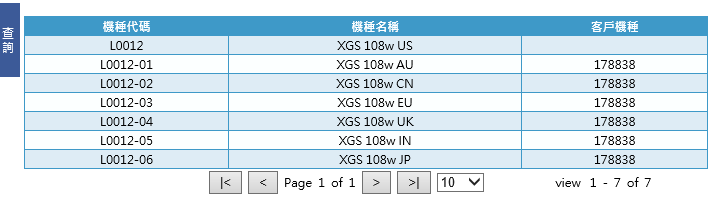 查詢
機種代碼 機種名稱 客戶機種
L0012 XGS 108w US
L0012-01 XGS 108w AU 178838
L0012-02 XGS 108w CN 178838
L0012-03 XGS 108w EU 178838
L0012-04 XGS 108w UK 178838
L0012-05 XGS 108w IN 178838
L0012-06 XGS 108w JP 178838
|< < Page 1 of 1 > >| 10 view 1 - 7 of 7